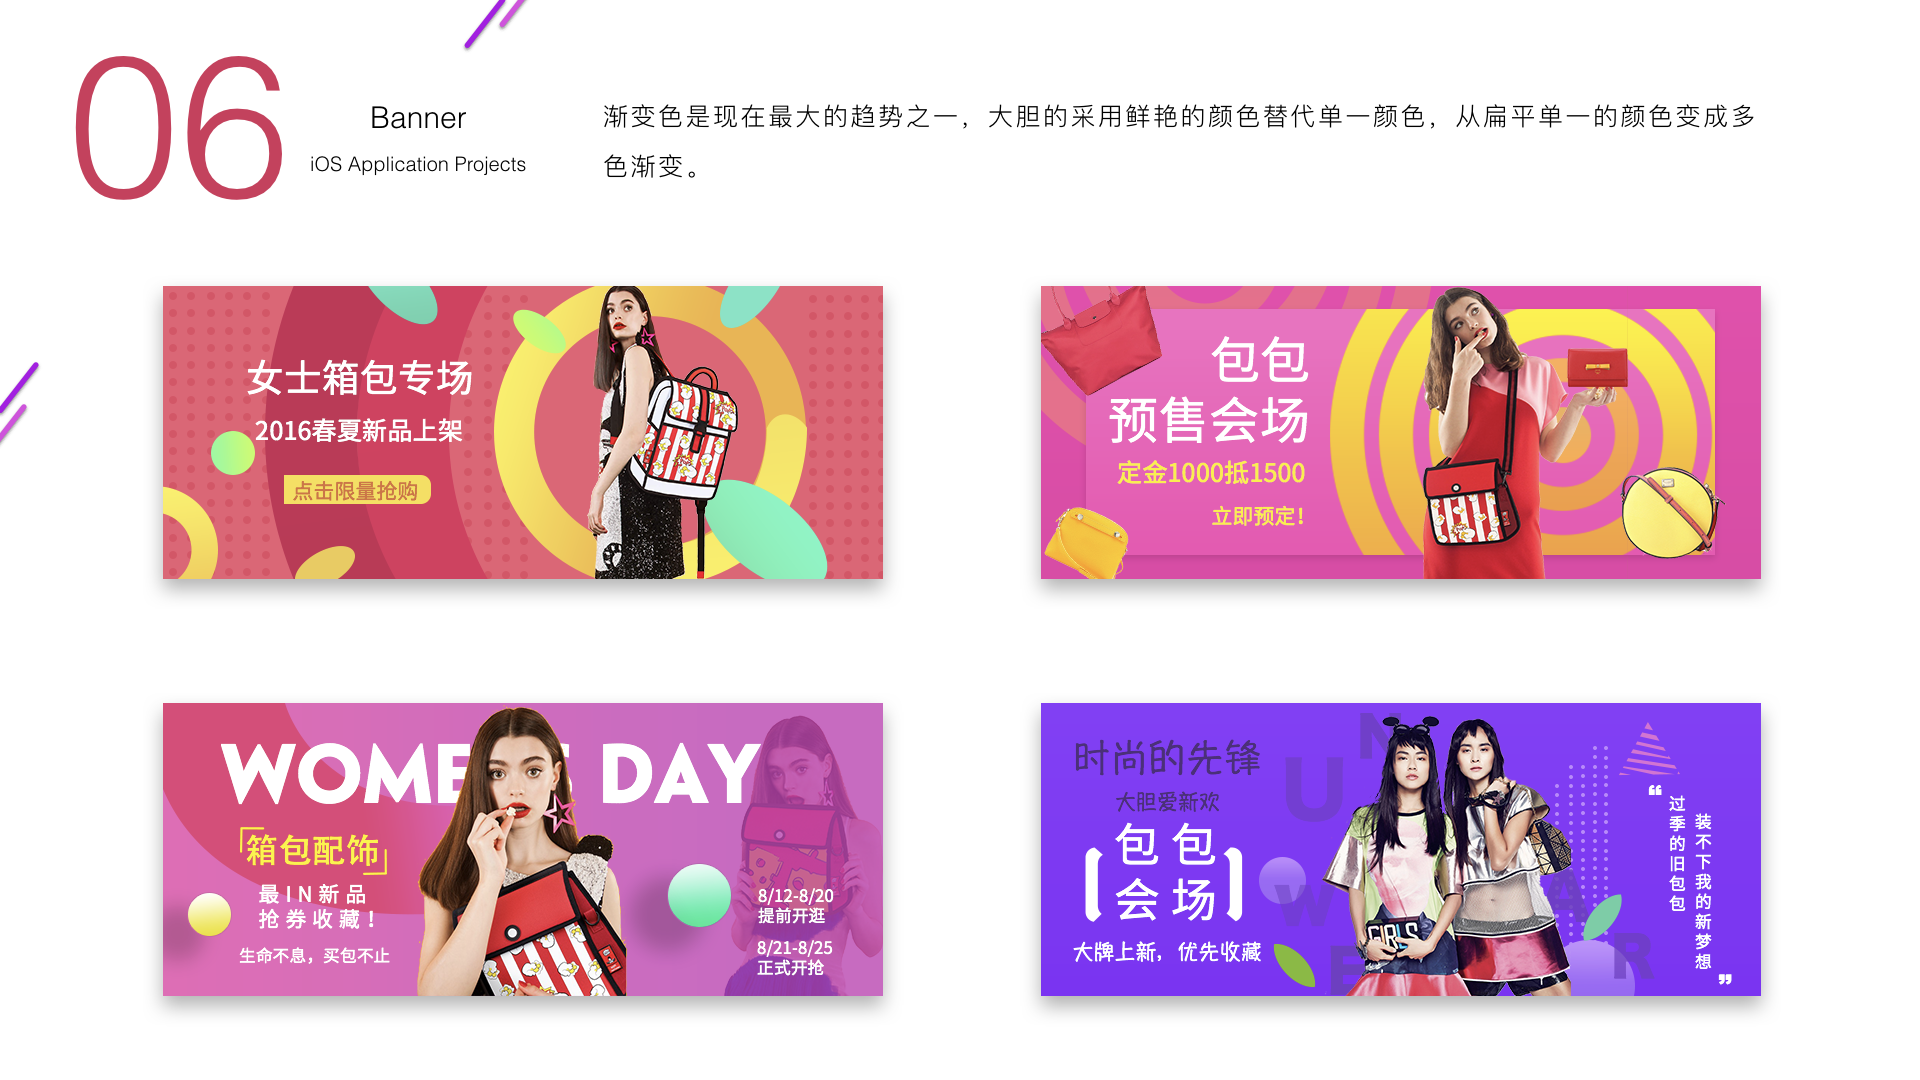 06
Banner
iOS Application Projects
渐变色是现在最大的趋势之一，大胆的采用鲜艳的颜色替代单一颜色，从扁平单一的颜色变成多
色渐变。
女士箱包专场
2016春夏新品上架
点击限量抢购
包包
预售会场
定金1000抵1500
立即预定!
WOMEN'S DAY
箱包配饰
最IN新品
抢券收藏!
生命不息，买包不止
8/12-8/20
提前开逛
8/21-8/25
正式开抢
时尚的先锋
大胆爱新欢
包包
会场
大牌上新，优先收藏
GIRLS
U
N
W
E
A
R
“
装不下我的新梦想
过季的旧包包
”